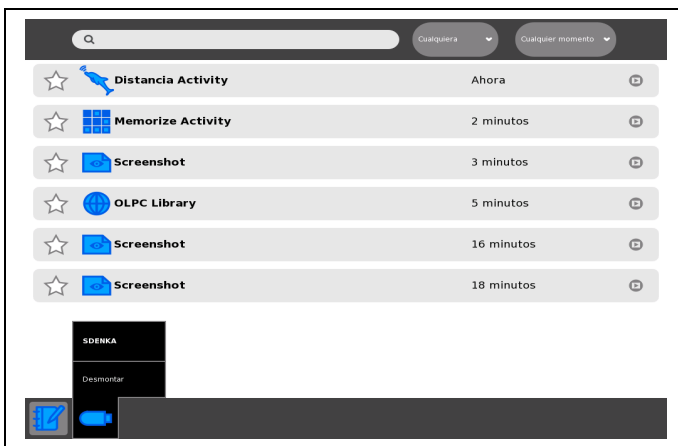 Cualquiera Cualquier momento
Distancia Activity Ahora
Memorize Activity 2 minutos
Screenshot 3 minutos
OLPC Library 5 minutos
Screenshot 16 minutos
Screenshot 18 minutos
SDENKA
Desmontar